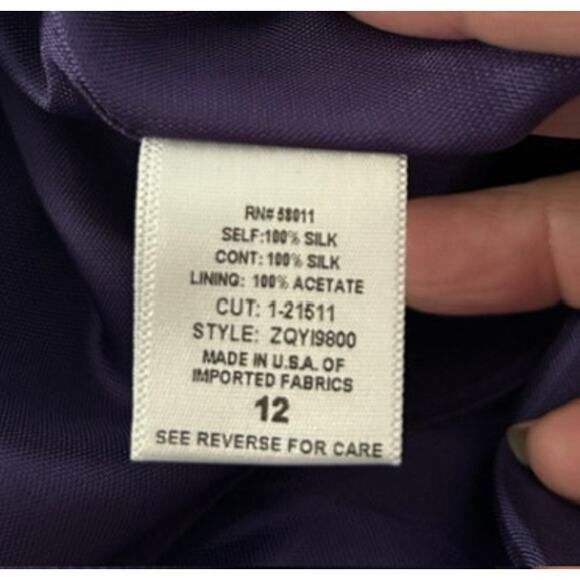 RN# 58011
SELF:100% SILK
CONT: 100% SILK
LINING: 100% ACETATE
CUT: 1-21511
STYLE: ZQYI9800
MADE IN U.S.A. OF
IMPORTED FABRICS
12
SEE REVERSE FOR CARE